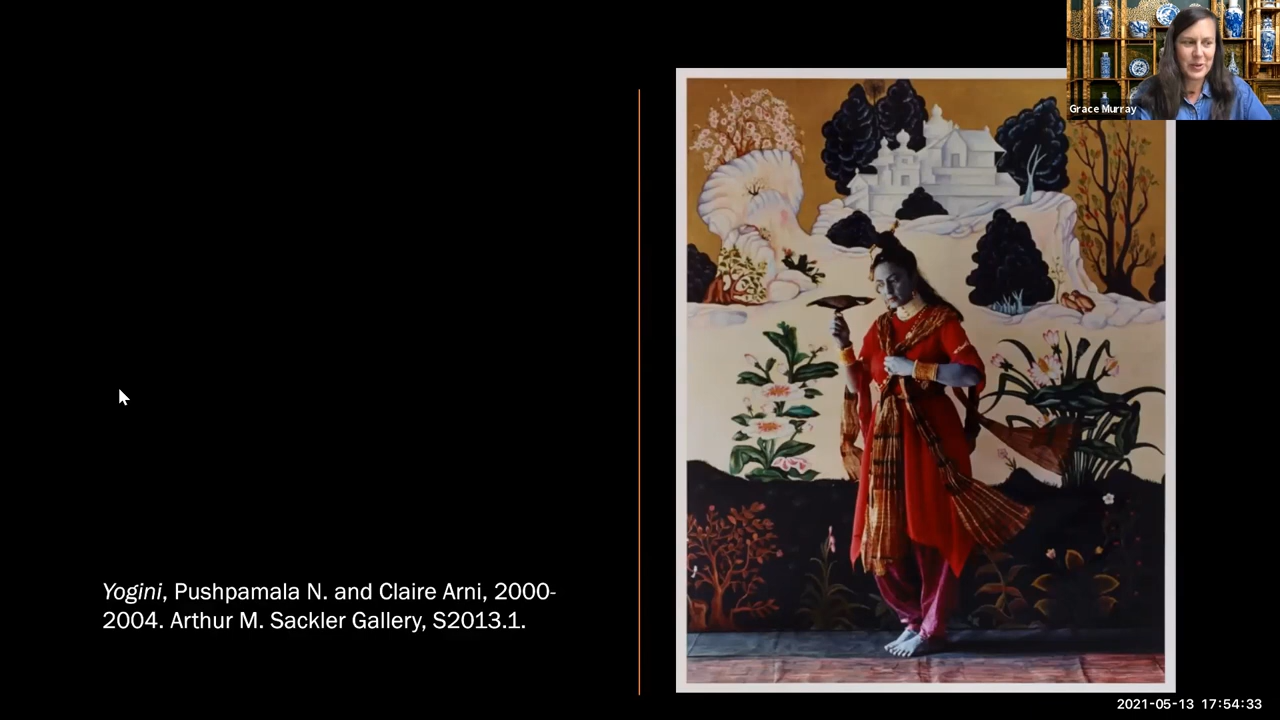 Grace Murray
Yogini, Pushpamala N. and Claire Arni, 2000-
2004. Arthur M. Sackler Gallery, S2013.1.
2021-05-13 17:54:33